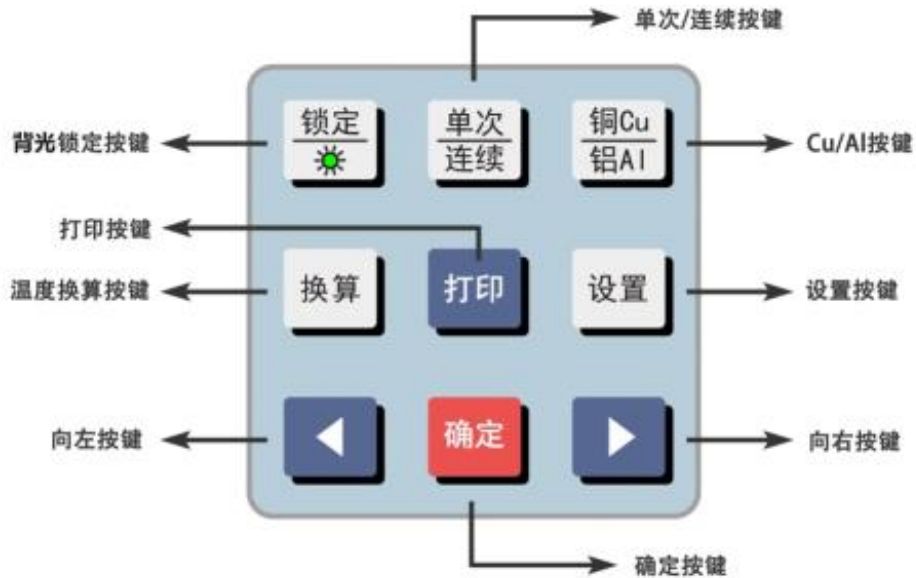 单次/连续按键
锁定
单次
连续
铜Cu
铝Al
背光锁定按键
Cu/Al按键
打印按键
换算
打印
设置
温度换算按键
设置按键
确定
向左按键
向右按键
确定按键